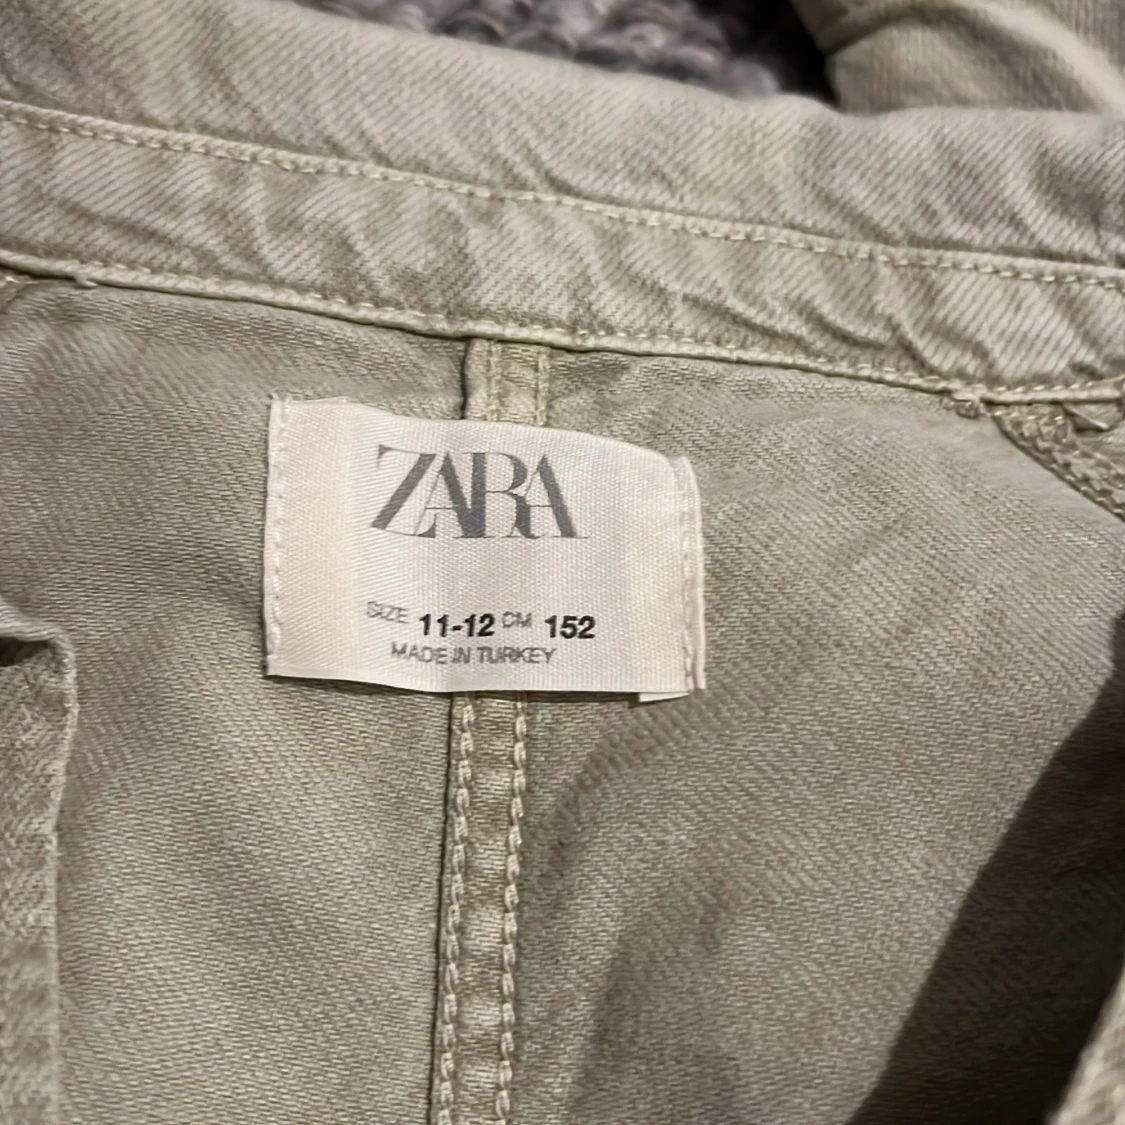 ZARA
SIZE 11-12 CM 152
MADE IN TURKEY